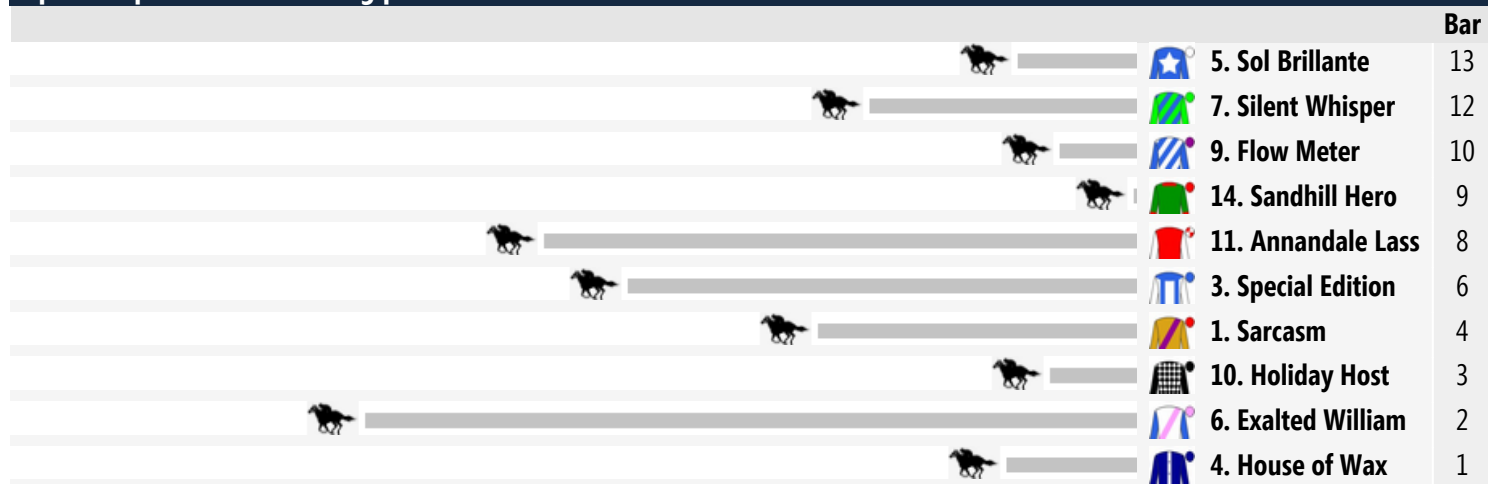 Bar
5. Sol Brillante 13
7. Silent Whisper 12
9. Flow Meter 10
14. Sandhill Hero 9
11. Annandale Lass 8
3. Special Edition 6
1. Sarcasm 4
10. Holiday Host 3
6. Exalted William 2
4. House of Wax 1